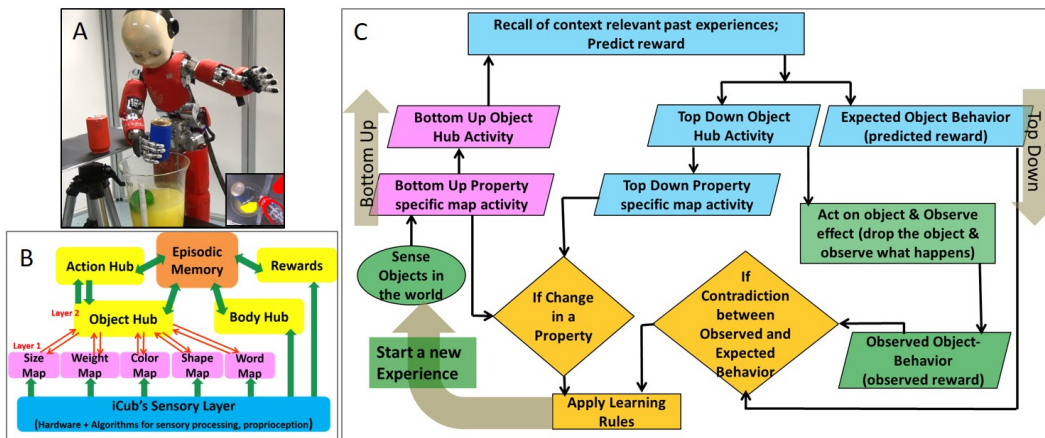 A
B
Action Hub
Episodic
Memory
Rewards
Layer 2
Object Hub
Body Hub
Layer 1
Size
Map
Weight
Map
Color
Map
Shape
Map
Word
Map
iCub's Sensory Layer
(Hardware + Algorithms for sensory processing, proprioception)
C
Recall of context relevant past experiences;
Predict reward
Bottom Up
Bottom Up Object
Hub Activity
Top Down Object
Hub Activity
Expected Object Behavior
(predicted reward)
Top Down
Bottom Up Property
specific map activity
Top Down Property
specific map activity
Act on object & Observe
effect (drop the object &
observe what happens)
Sense
Objects in
the world
If Change
in a
Property
If
Contradiction
between
Observed and
Expected
Behavior
Observed Object-
Behavior
(observed reward)
Start a new
Experience
Apply Learning
Rules